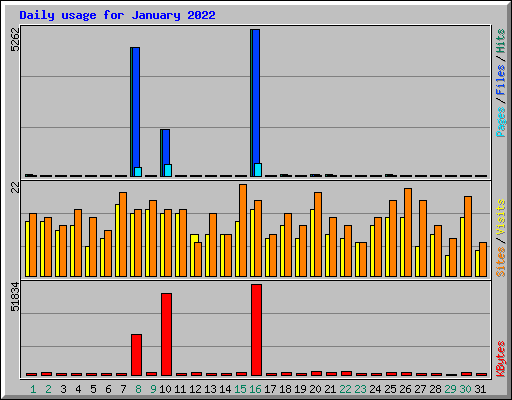 Daily usage for January 2022
5262
Pages / Files / Hits
22
Sites / Visits
51834
KBytes
1 2 3 4 5 6 7 8 9 10 11 12 13 14 15 16 17 18 19 20 21 22 23 24 25 26 27 28 29 30 31